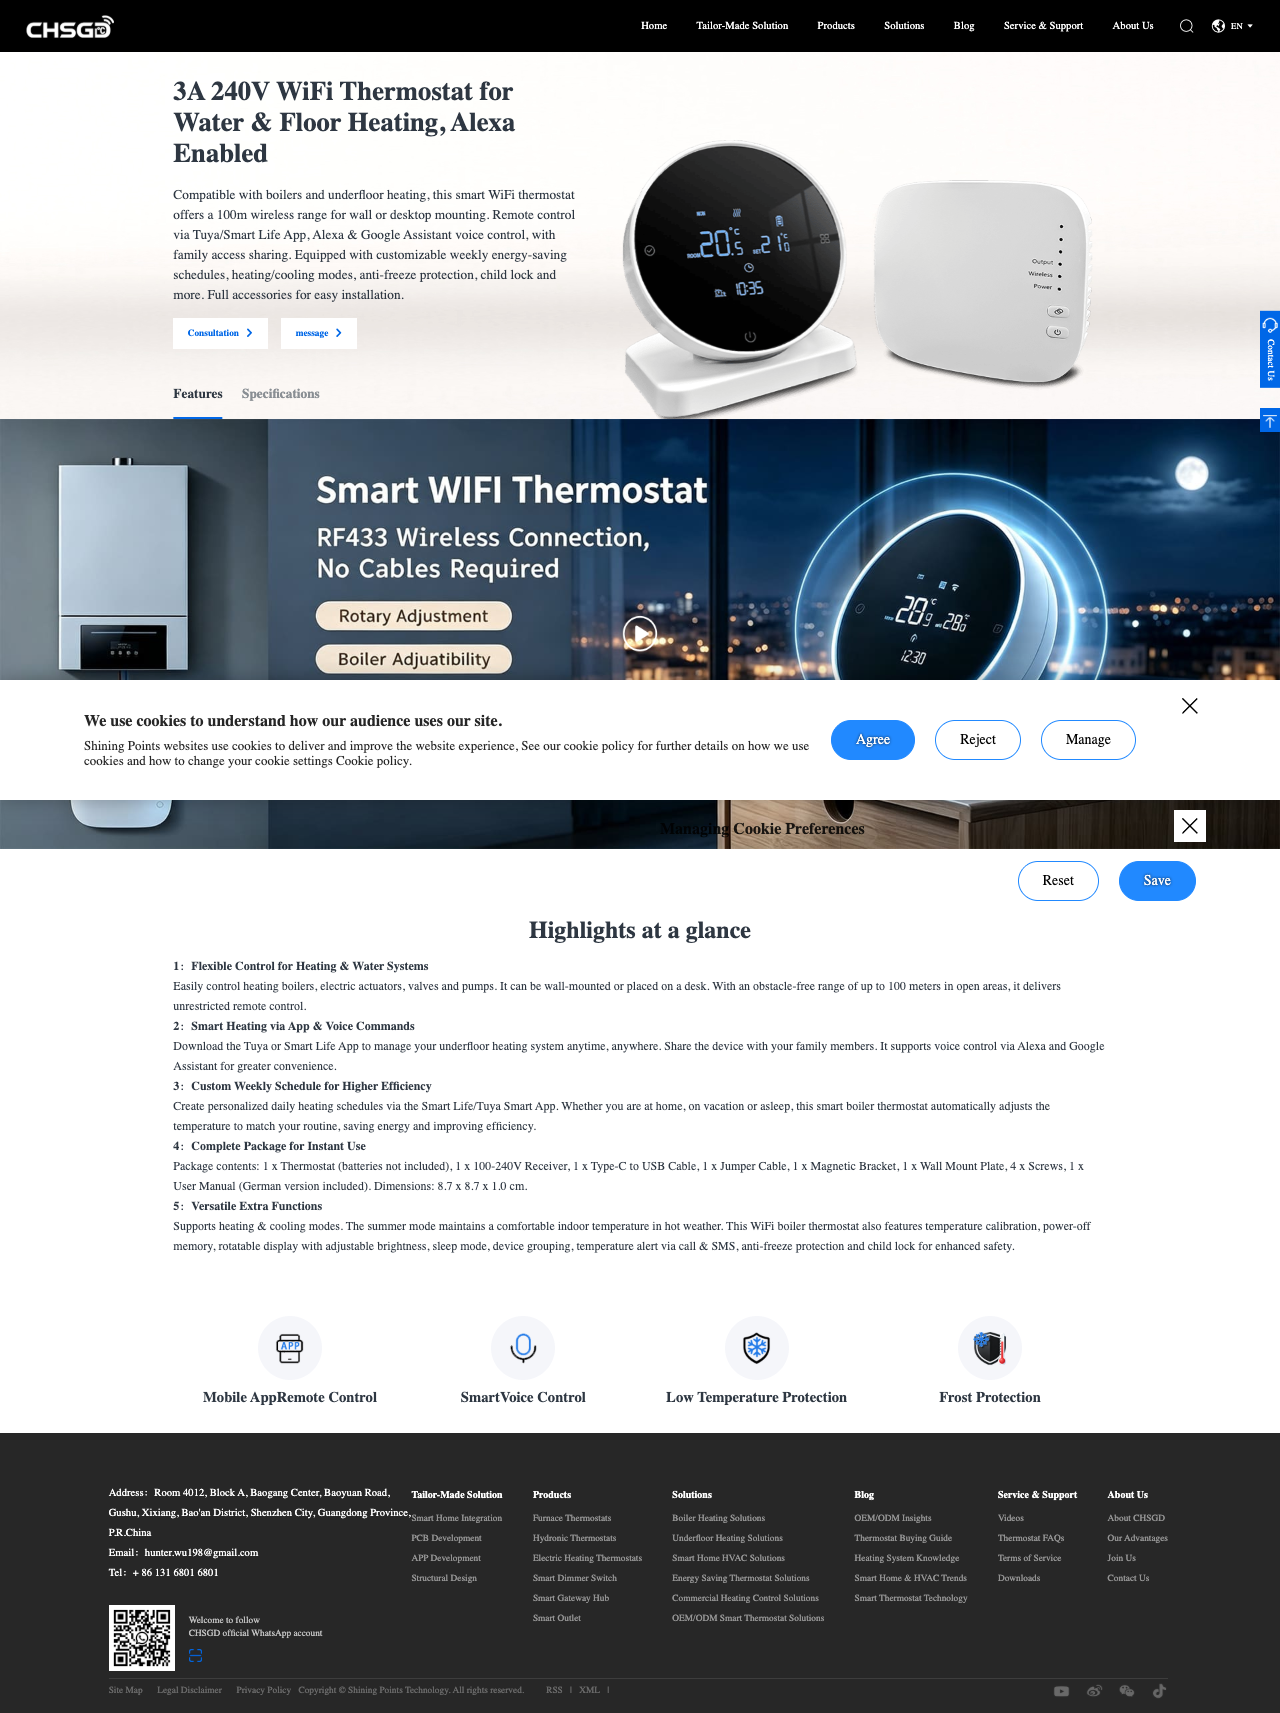 CHSGD
Home
Tailor-Made Solution
Products
Solutions
Blog
Service & Support
About Us
EN
3A 240V WiFi Thermostat for
Water & Floor Heating, Alexa
Enabled
Compatible with boilers and underfloor heating, this smart WiFi thermostat
offers a 100m wireless range for wall or desktop mounting. Remote control
via Tuya/Smart Life App, Alexa & Google Assistant voice control, with
family access sharing. Equipped with customizable weekly energy-saving
schedules, heating/cooling modes, anti-freeze protection, child lock and
more. Full accessories for easy installation.
Consultation
message
ROOM 20.5 °C SET 21.0
10:35
Output
Wireless
Power
Contact Us
Features
Specifications
Smart WIFI Thermostat
RF433 Wireless Connection,
No Cables Required
Rotary Adjustment
Boiler Adjutibility
12:30
We use cookies to understand how our audience uses our site.
Shining Points websites use cookies to deliver and improve the website experience, See our cookie policy for further details on how we use
cookies and how to change your cookie settings Cookie policy.
Agree
Reject
Manage
Managing Cookie Preferences
Reset
Save
Highlights at a glance
1：Flexible Control for Heating & Water Systems
Easily control heating boilers, electric actuators, valves and pumps. It can be wall-mounted or placed on a desk. With an obstacle-free range of up to 100 meters in open areas, it delivers
unrestricted remote control.
2：Smart Heating via App & Voice Commands
Download the Tuya or Smart Life App to manage your underfloor heating system anytime, anywhere. Share the device with your family members. It supports voice control via Alexa and Google
Assistant for greater convenience.
3：Custom Weekly Schedule for Higher Efficiency
Create personalized daily heating schedules via the Smart Life/Tuya Smart App. Whether you are at home, on vacation or asleep, this smart boiler thermostat automatically adjusts the
temperature to match your routine, saving energy and improving efficiency.
4：Complete Package for Instant Use
Package contents: 1 x Thermostat (batteries not included), 1 x 100-240V Receiver, 1 x Type-C to USB Cable, 1 x Jumper Cable, 1 x Magnetic Bracket, 1 x Wall Mount Plate, 4 x Screws, 1 x
User Manual (German version included). Dimensions: 8.7 x 8.7 x 1.0 cm.
5：Versatile Extra Functions
Supports heating & cooling modes. The summer mode maintains a comfortable indoor temperature in hot weather. This WiFi boiler thermostat also features temperature calibration, power-off
memory, rotatable display with adjustable brightness, sleep mode, device grouping, temperature alert via call & SMS, anti-freeze protection and child lock for enhanced safety.
APP
Mobile AppRemote Control
SmartVoice Control
Low Temperature Protection
Frost Protection
Address：Room 4012, Block A, Baogang Center, Baoyuan Road,
Gushu, Xixiang, Bao'an District, Shenzhen City, Guangdong Province,
P.R.China
Email：hunter.wu198@gmail.com
Tel：+ 86 131 6801 6801
Welcome to follow
CHSGD official WhatsApp account
Tailor-Made Solution
Smart Home Integration
PCB Development
APP Development
Structural Design
Products
Furnace Thermostats
Hydronic Thermostats
Electric Heating Thermostats
Smart Dimmer Switch
Smart Gateway Hub
Smart Outlet
Solutions
Boiler Heating Solutions
Underfloor Heating Solutions
Smart Home HVAC Solutions
Energy Saving Thermostat Solutions
Commercial Heating Control Solutions
OEM/ODM Smart Thermostat Solutions
Blog
OEM/ODM Insights
Thermostat Buying Guide
Heating System Knowledge
Smart Home & HVAC Trends
Smart Thermostat Technology
Service & Support
Videos
Thermostat FAQs
Terms of Service
Downloads
About Us
About CHSGD
Our Advantages
Join Us
Contact Us
Site Map
Legal Disclaimer
Privacy Policy
Copyright © Shining Points Technology. All rights reserved.
RSS |
XML |